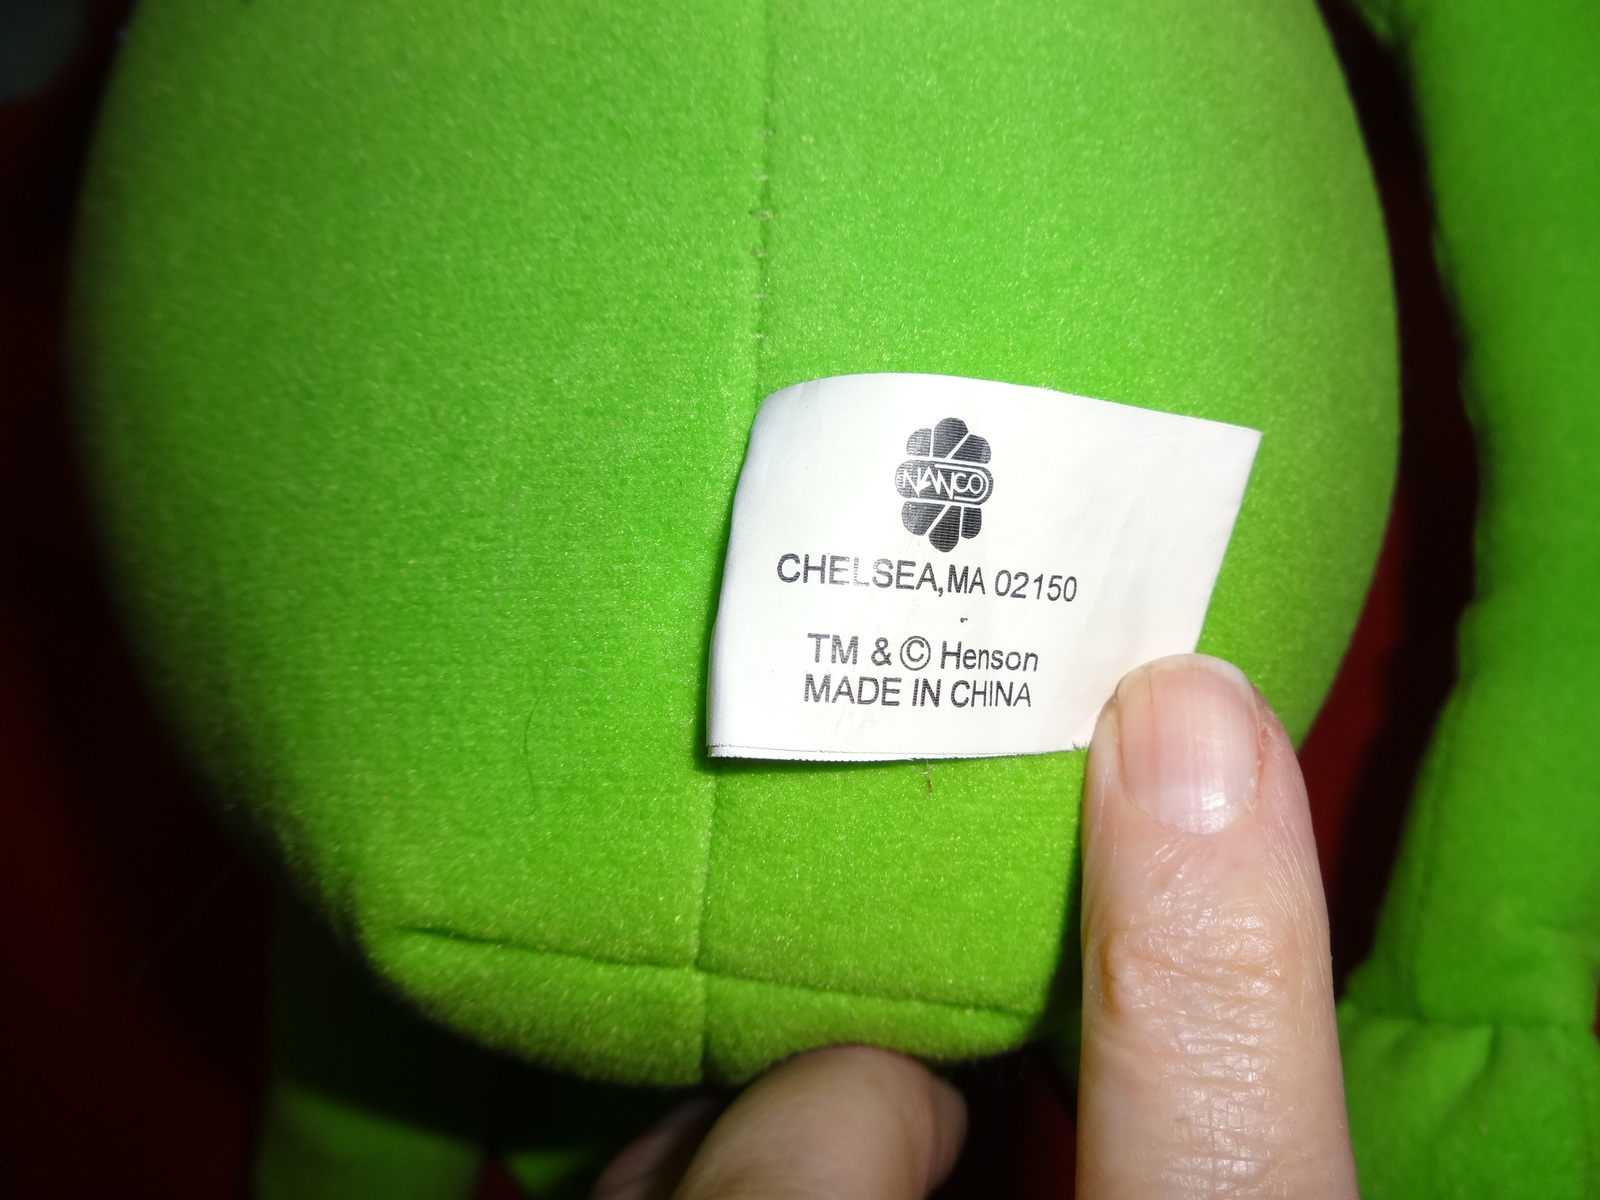 NANCO
CHELSEA, MA 02150
TM & © Henson
MADE IN CHINA